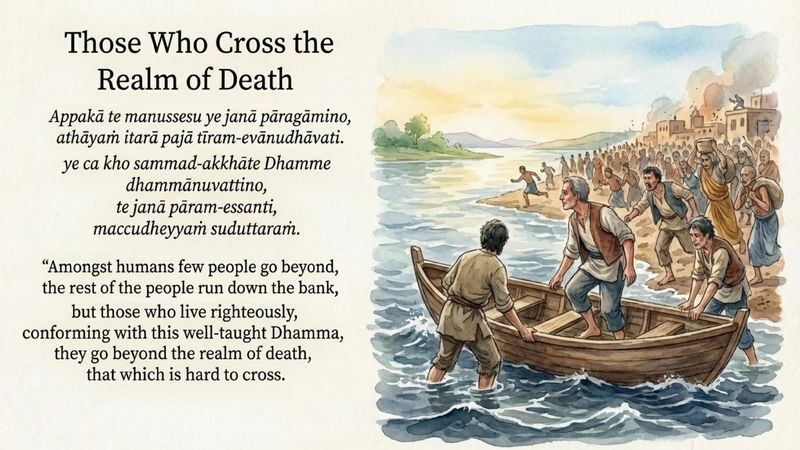 Those Who Cross the
Realm of Death
Appakā te manussesu ye janā pāragāmino,
athāyaṁ itarā pajā tīram-evānudhāvati.
ye ca kho sammad-akkhāte Dhamme
dhammānuvattino,
te janā pāram-essanti,
maccudheyyaṁ suduttaraṁ.
“Amongst humans few people go beyond,
the rest of the people run down the bank,
but those who live righteously,
conforming with this well-taught Dhamma,
they go beyond the realm of death,
that which is hard to cross.